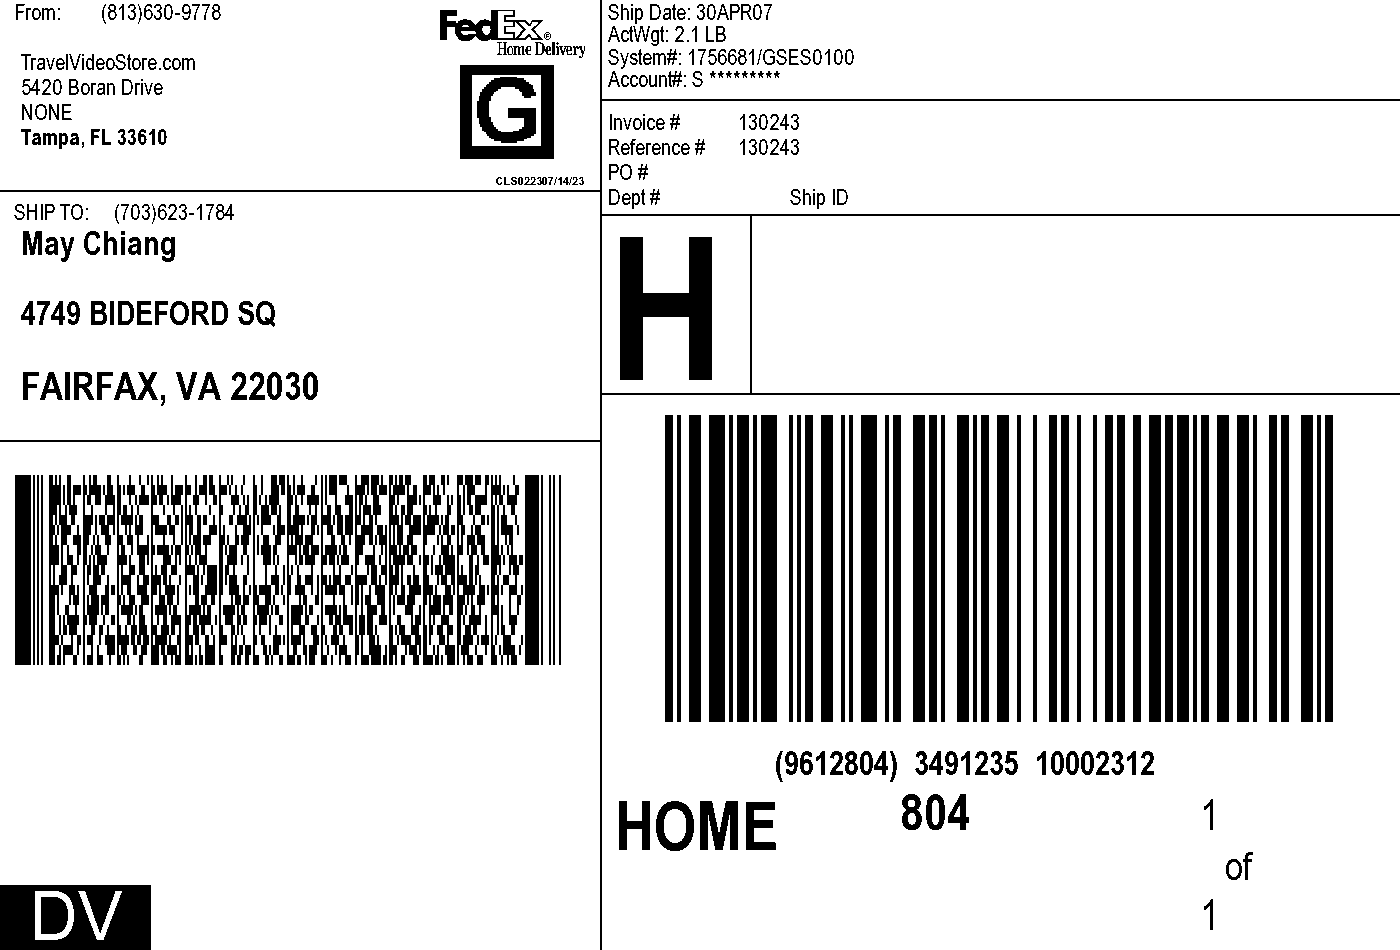 From: (813)630-9778
TravelVideoStore.com
5420 Boran Drive
NONE
Tampa, FL 33610
FedEx®
Home Delivery
G
CLS022307/14/23
Ship Date: 30APR07
ActWgt: 2.1 LB
System#: 1756681/GSES0100
Account#: S *********
Invoice # 130243
Reference # 130243
PO #
Dept # Ship ID
SHIP TO: (703)623-1784
May Chiang
4749 BIDEFORD SQ
FAIRFAX, VA 22030
H
(9612804) 3491235 10002312
HOME 804 1
of
1
DV